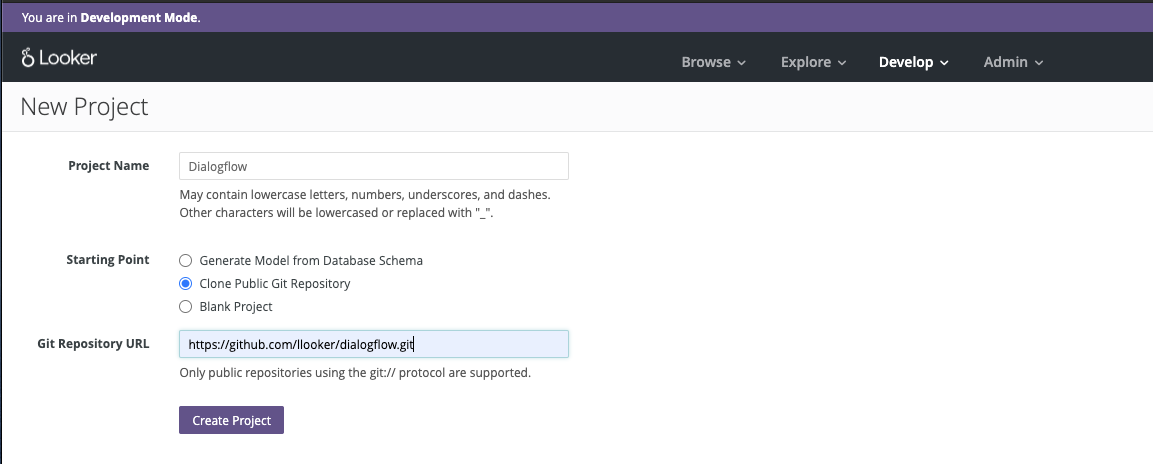 You are in Development Mode.
Looker
Browse
Explore
Develop
Admin
New Project
Project Name
Dialogflow
May contain lowercase letters, numbers, underscores, and dashes.
Other characters will be lowercased or replaced with "_".
Starting Point
Generate Model from Database Schema
Clone Public Git Repository
Blank Project
Git Repository URL
https://github.com/llooker/dialogflow.git
Only public repositories using the git:// protocol are supported.
Create Project